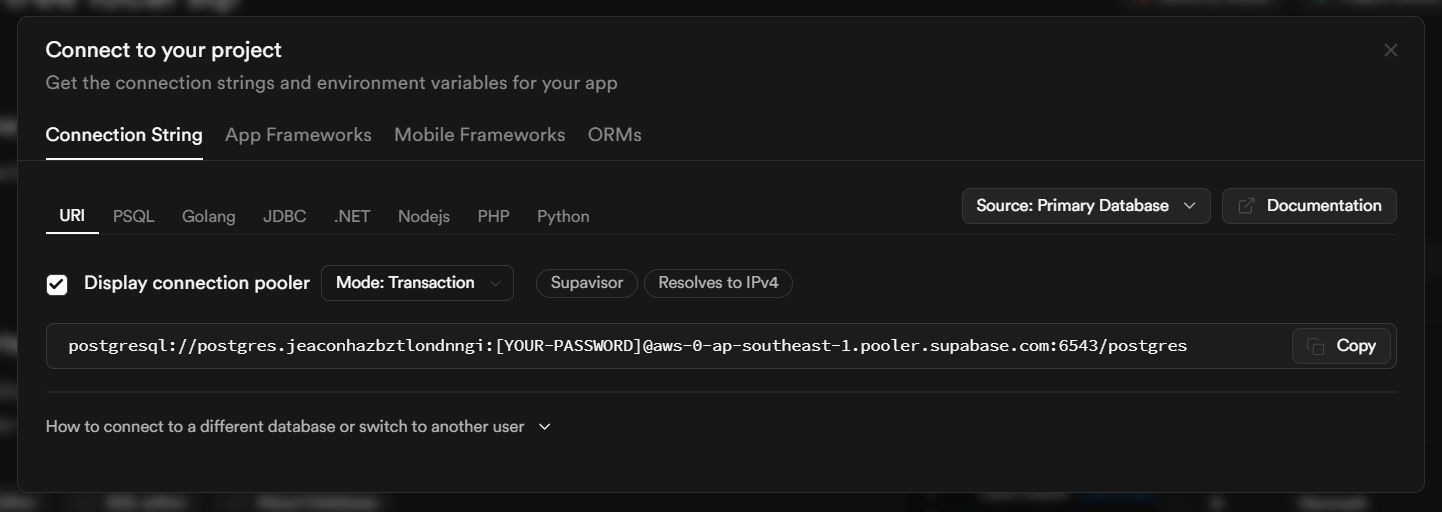 Connect to your project
Get the connection strings and environment variables for your app
Connection String App Frameworks Mobile Frameworks ORMs
URI PSQL Golang JDBC .NET Nodejs PHP Python Source: Primary Database Documentation
Display connection pooler Mode: Transaction Supavisor Resolves to IPv4
postgresql://postgres.jeaconhazbztlondnngi:[YOUR-PASSWORD]@aws-0-ap-southeast-1.pooler.supabase.com:6543/postgres Copy
How to connect to a different database or switch to another user